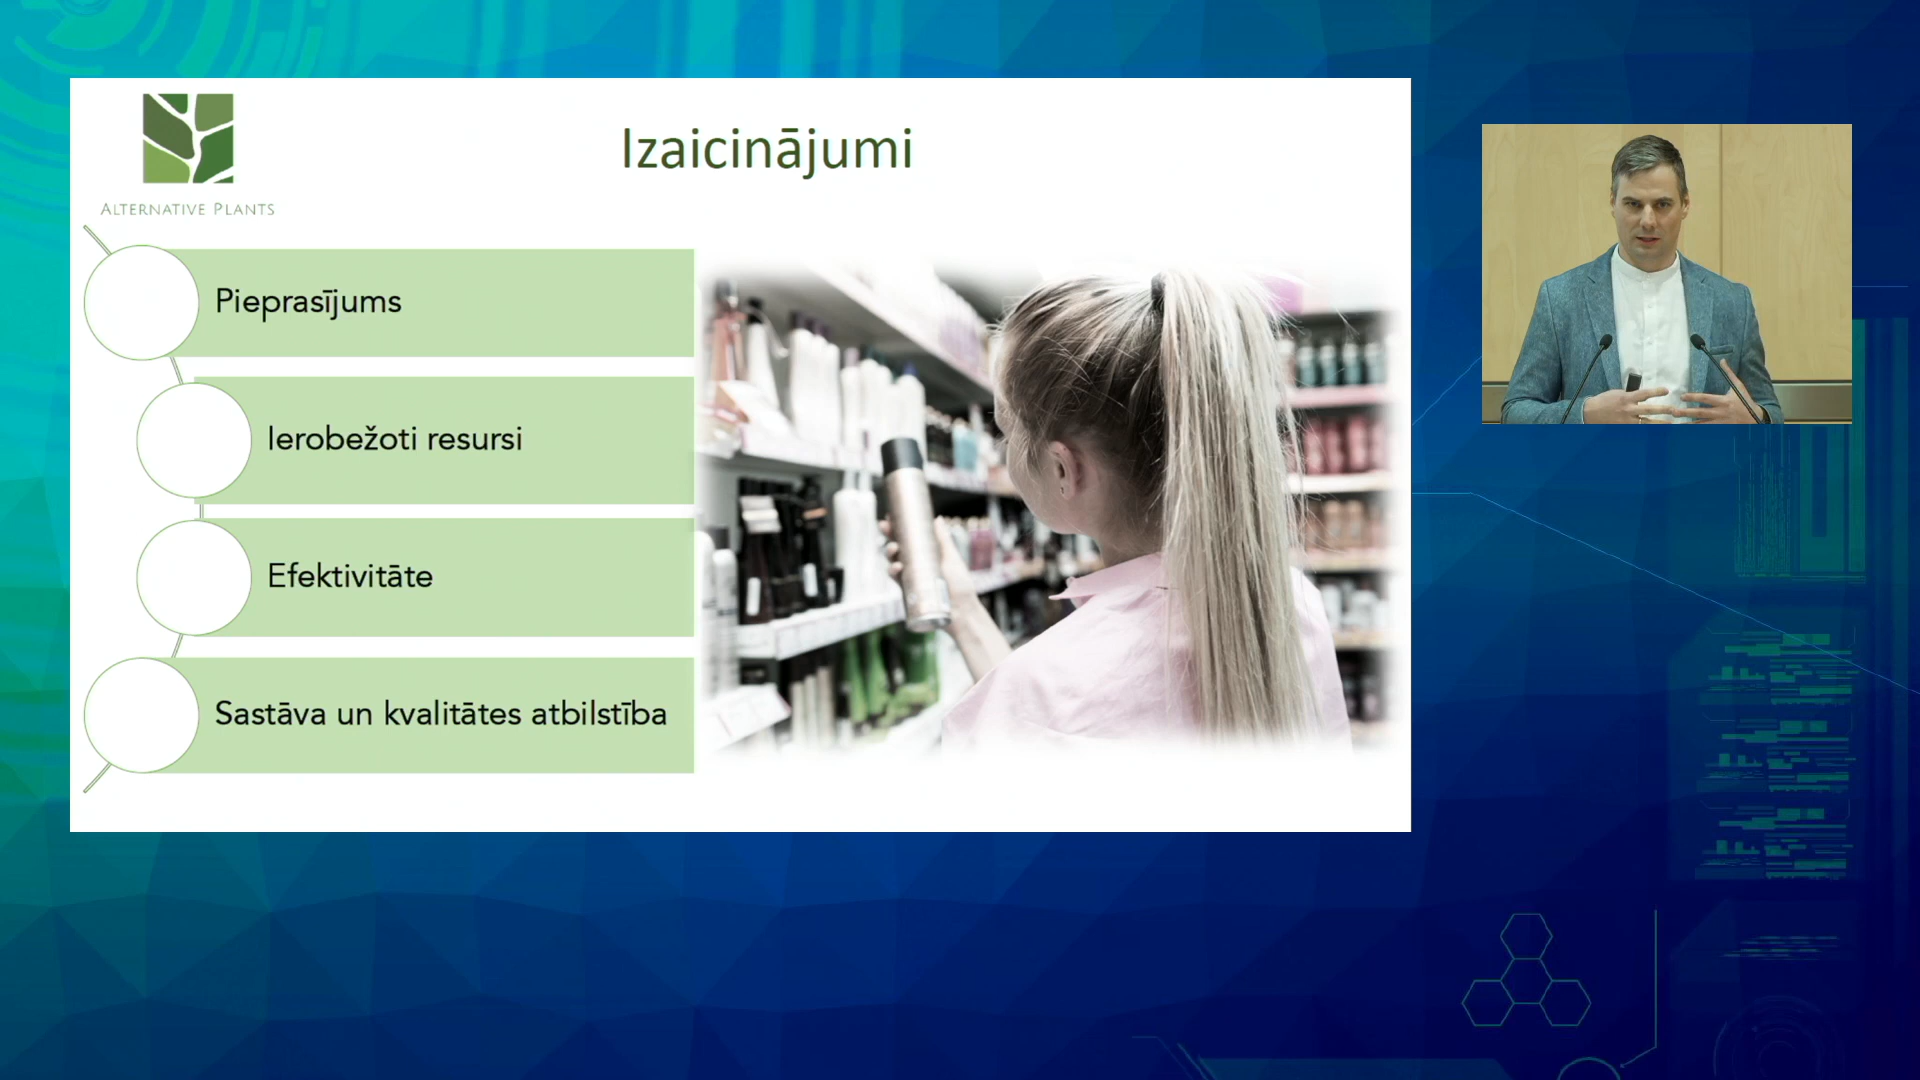 ALTERNATIVE PLANTS
Izaicinājumi
Pieprasījums
Ierobežoti resursi
Efektivitāte
Sastāva un kvalitātes atbilstība